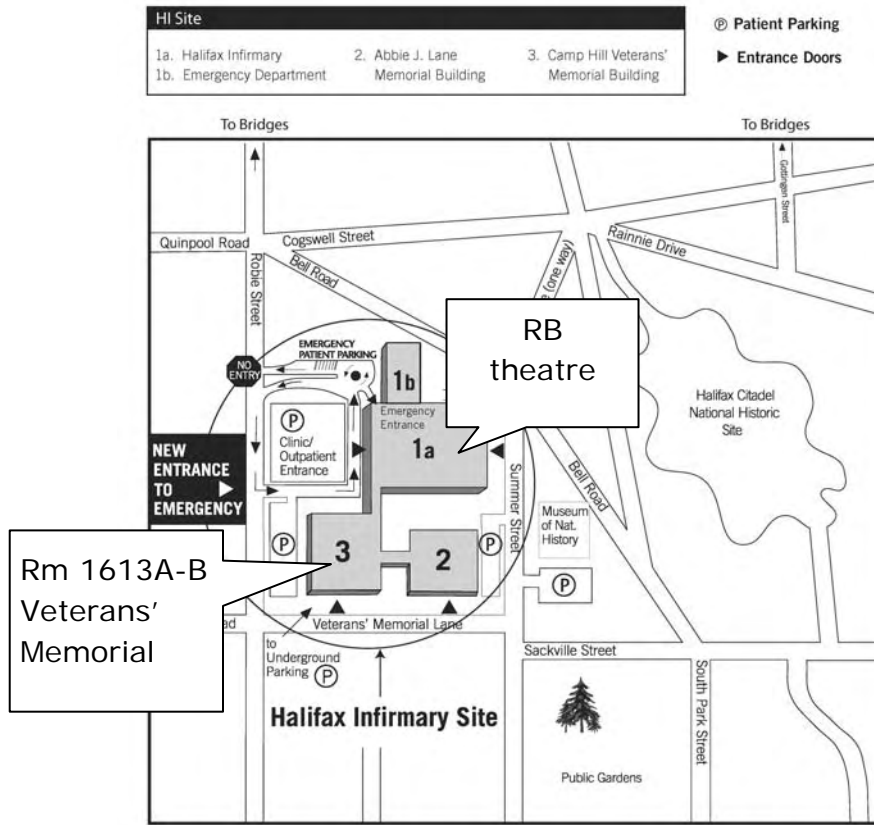 HI Site
1a. Halifax Infirmary
1b. Emergency Department
2. Abbie J. Lane
Memorial Building
3. Camp Hill Veterans'
Memorial Building
P Patient Parking
Entrance Doors
To Bridges
To Bridges
Gottingen Street
Quinpool Road
Cogswell Street
Rainnie Drive
Bell Road
Robie Street
(one way)
RB
theatre
EMERGENCY
PATIENT PARKING
NO
ENTRY
1b
Emergency
Entrance
1a
P
Clinic/
Outpatient
Entrance
Halifax Citadel
National Historic
Site
NEW
ENTRANCE
TO
EMERGENCY
Bell Road
Summer Street
Museum
of Nat.
History
P
3
2
P
P
Rm 1613A-B
Veterans'
Memorial
Veterans' Memorial Lane
to
Underground
Parking P
Sackville Street
South Park Street
Halifax Infirmary Site
Public Gardens